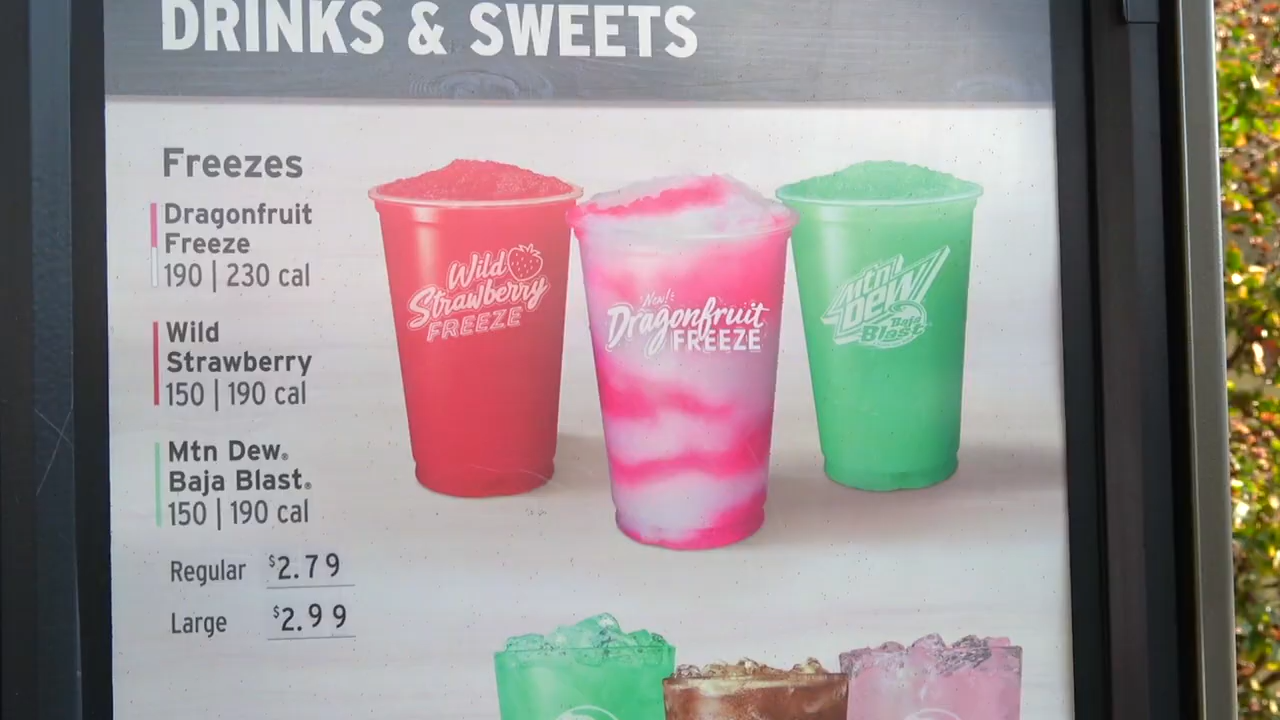 DRINKS & SWEETS
Freezes
Dragonfruit
Freeze
190 | 230 cal
Wild
Strawberry
150 | 190 cal
Mtn Dew®
Baja Blast®
150 | 190 cal
Regular $2.79
Large $2.99
Wild
Strawberry
FREEZE
New!
Dragonfruit
FREEZE
Mtn
DEW
Baja
Blast